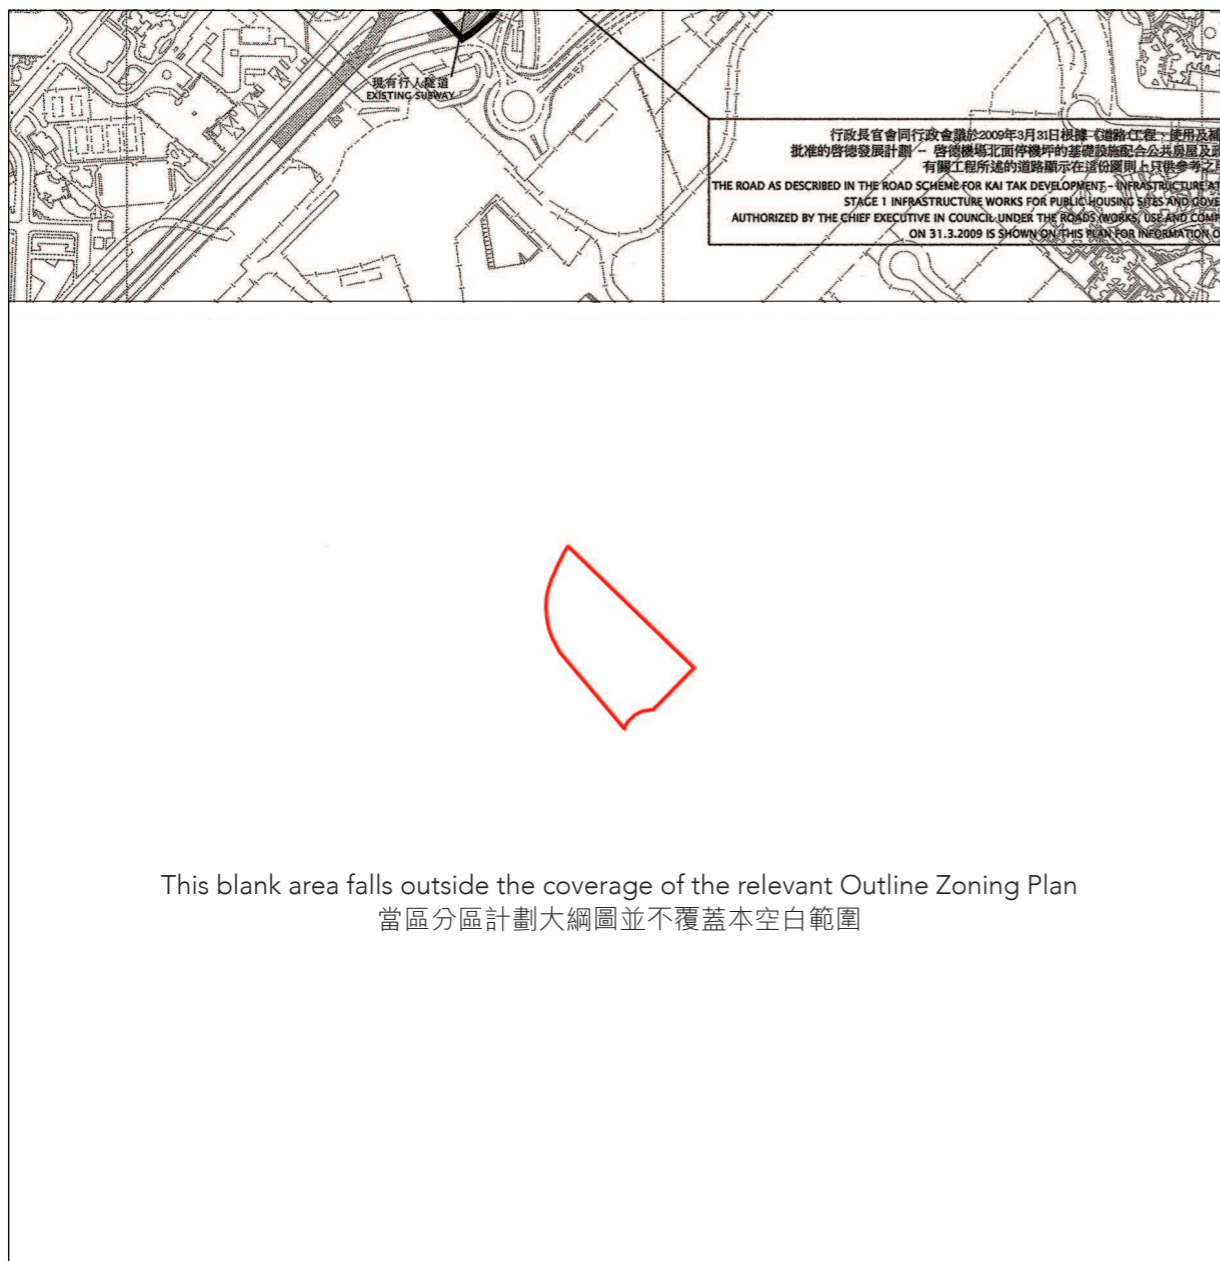 現有行人隧道
EXISTING SUBWAY
行政長官會同行政會議於2009年3月31日根據《道路(工程、使用及補
批准的啓德發展計劃 -- 啓德機場北面停機坪的基礎設施配合公共房屋及政
有關工程所述的道路顯示在這份圖則上只供參考之用
THE ROAD AS DESCRIBED IN THE ROAD SCHEME FOR KAI TAK DEVELOPMENT - INFRASTRUCTURE AT
STAGE 1 INFRASTRUCTURE WORKS FOR PUBLIC HOUSING SITES AND GOVE
AUTHORIZED BY THE CHIEF EXECUTIVE IN COUNCIL UNDER THE ROADS (WORKS, USE AND COMP
ON 31.3.2009 IS SHOWN ON THIS PLAN FOR INFORMATION O
This blank area falls outside the coverage of the relevant Outline Zoning Plan
當區分區計劃大綱圖並不覆蓋本空白範圍